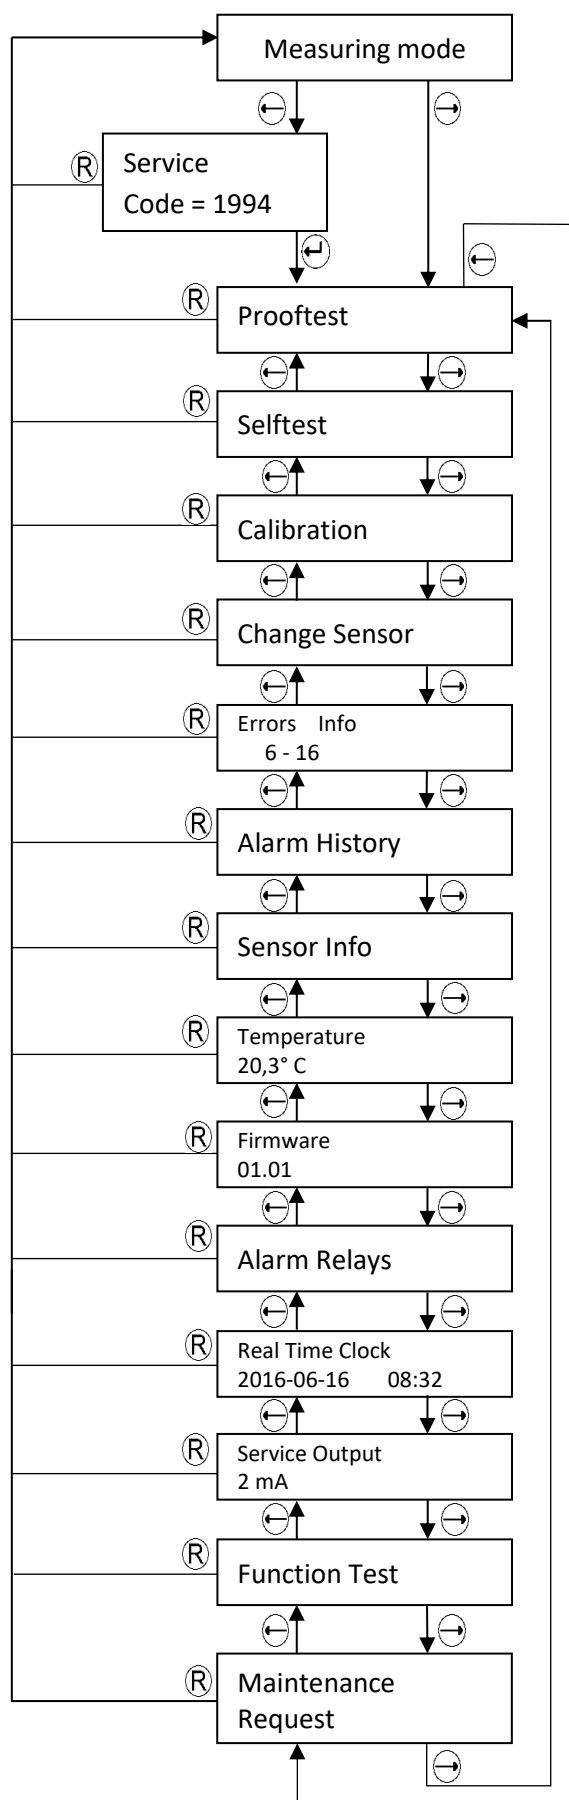 Measuring mode
←
→
R
Service
Code = 1994
↵
←
R
Prooftest
←
→
R
Selftest
←
→
R
Calibration
←
→
R
Change Sensor
←
→
R
Errors Info
6 - 16
←
→
R
Alarm History
←
→
R
Sensor Info
←
→
R
Temperature
20,3° C
←
→
R
Firmware
01.01
←
→
R
Alarm Relays
←
→
R
Real Time Clock
2016-06-16 08:32
←
→
R
Service Output
2 mA
←
→
R
Function Test
←
→
R
Maintenance
Request
→